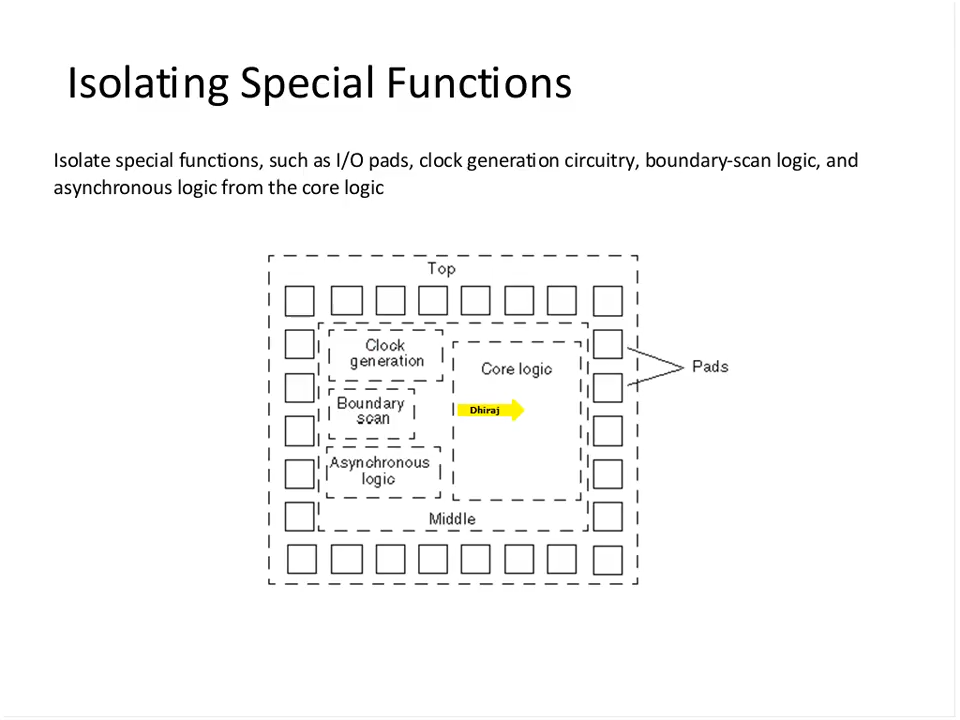 Isolating Special Functions
Isolate special functions, such as I/O pads, clock generation circuitry, boundary-scan logic, and
asynchronous logic from the core logic
Top
Clock
generation
Core logic
Pads
Boundary
scan
Dhiraj
Asynchronous
logic
Middle